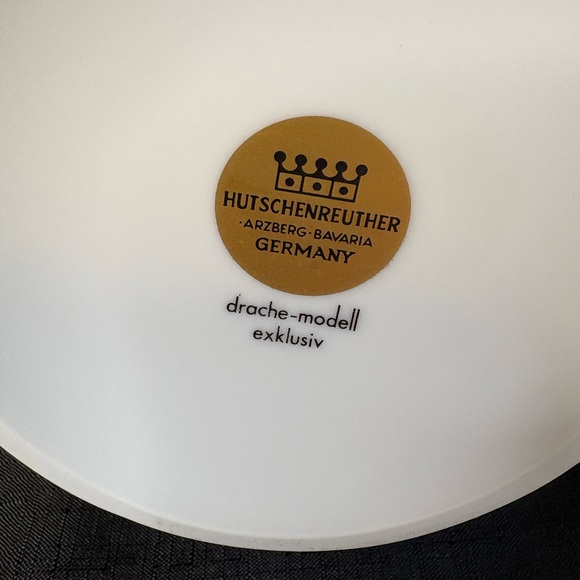 HUTSCHENREUTHER
·ARZBERG·BAVARIA
GERMANY
drache-modell
exklusiv